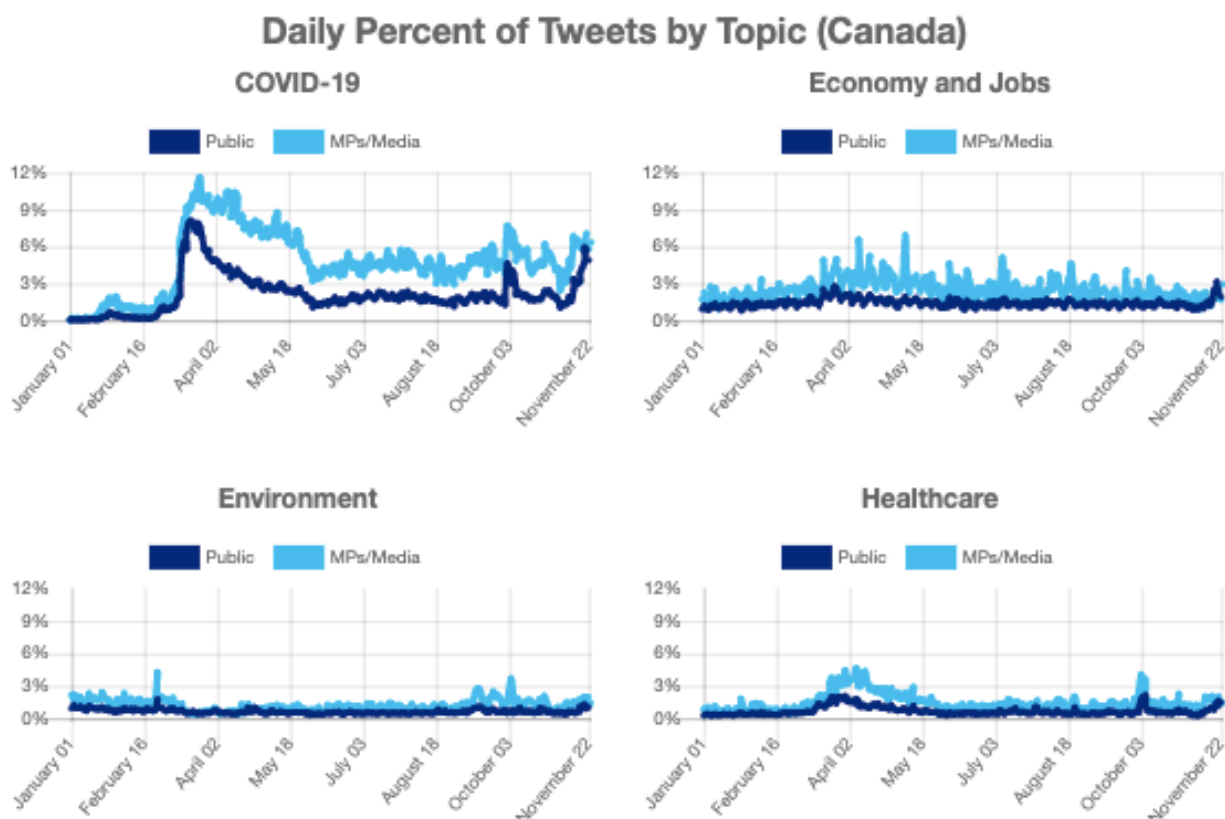 Daily Percent of Tweets by Topic (Canada)
COVID-19
Public MPs/Media
12%
9%
6%
3%
0%
January 01
February 16
April 02
May 18
July 03
August 18
October 03
November 22
Economy and Jobs
Public MPs/Media
12%
9%
6%
3%
0%
January 01
February 16
April 02
May 18
July 03
August 18
October 03
November 22
Environment
Public MPs/Media
12%
9%
6%
3%
0%
January 01
February 16
April 02
May 18
July 03
August 18
October 03
November 22
Healthcare
Public MPs/Media
12%
9%
6%
3%
0%
January 01
February 16
April 02
May 18
July 03
August 18
October 03
November 22